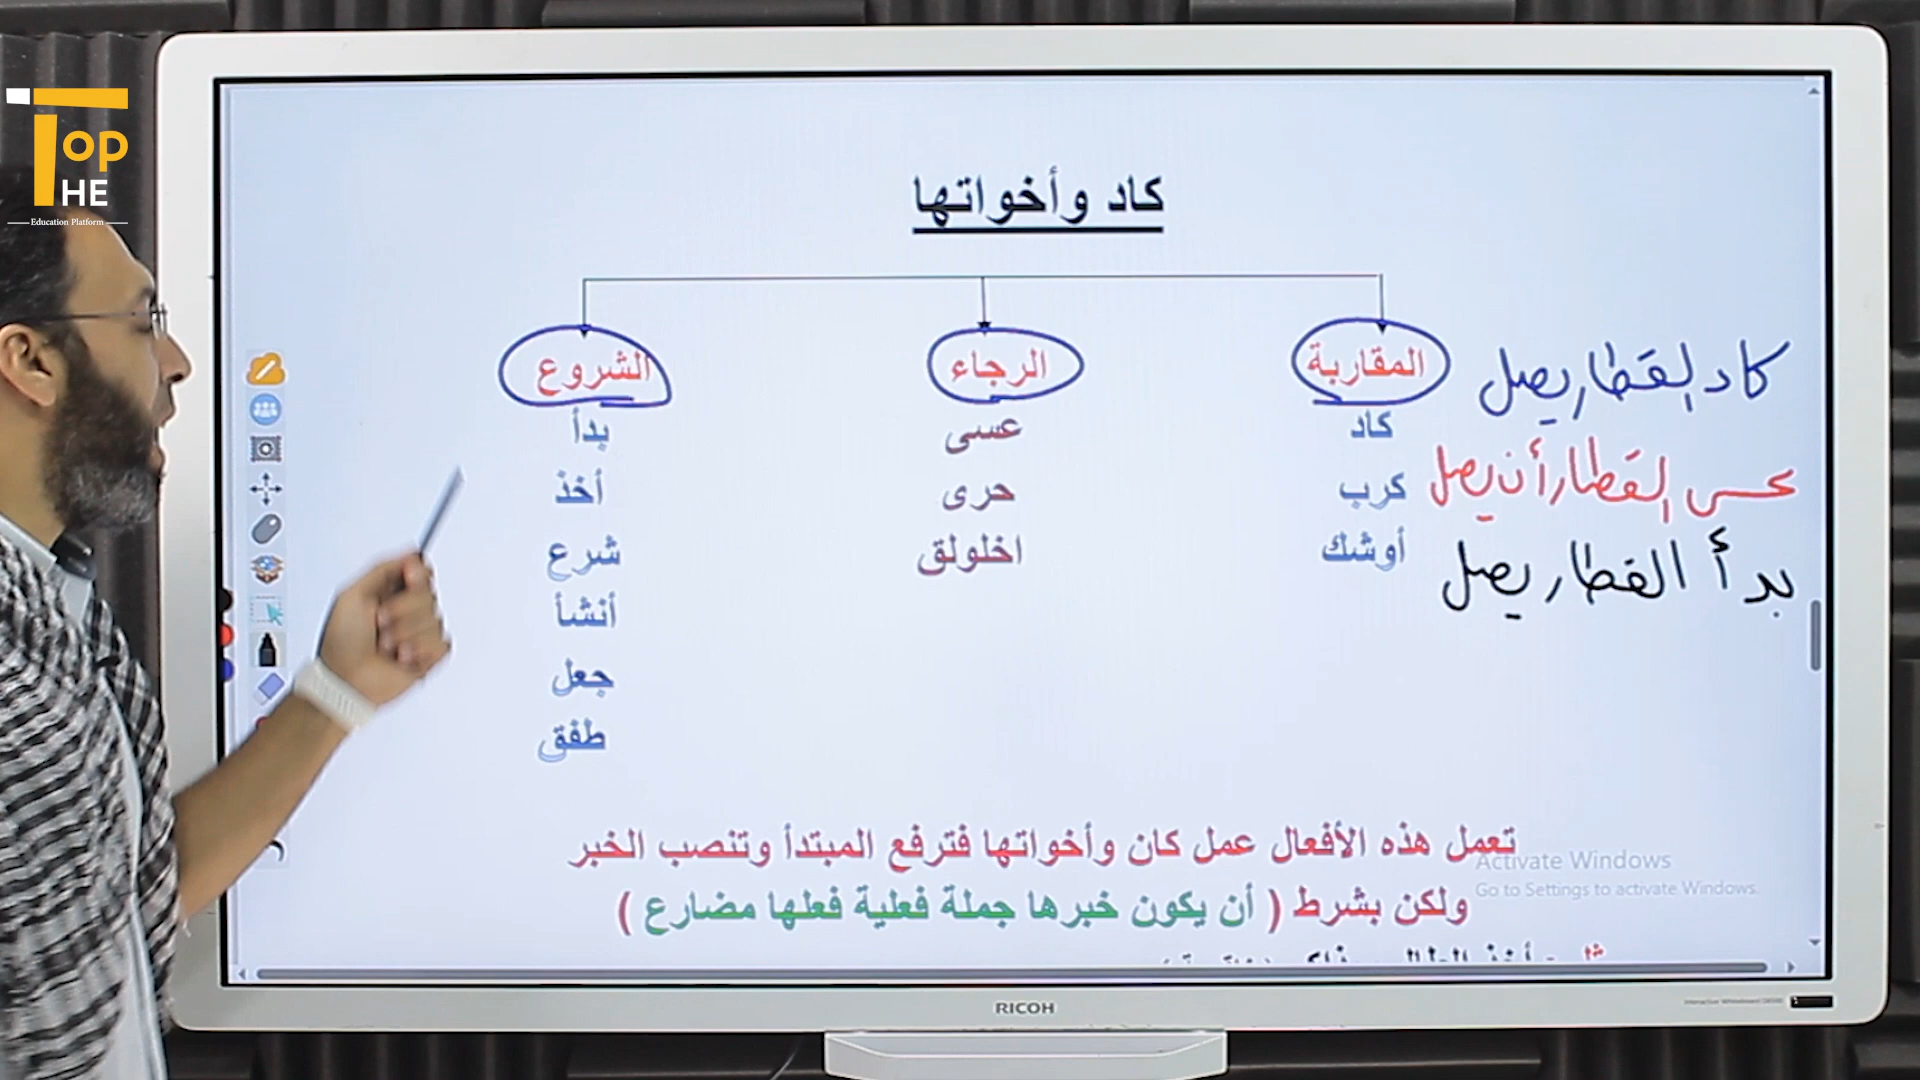 Top
THE
Education Platform
كاد وأخواتها
المقاربة
كاد
كرب
أوشك
الرجاء
عسى
حرى
اخلولق
الشروع
بدأ
أخذ
شرع
أنشأ
جعل
طفق
كاد القطار يصل
عسى القطار أن يصل
بدأ القطار يصل
تعمل هذه الأفعال عمل كان وأخواتها فترفع المبتدأ وتنصب الخبر
ولكن بشرط ( أن يكون خبرها جملة فعلية فعلها مضارع )
Activate Windows
Go to Settings to activate Windows.
RICOH